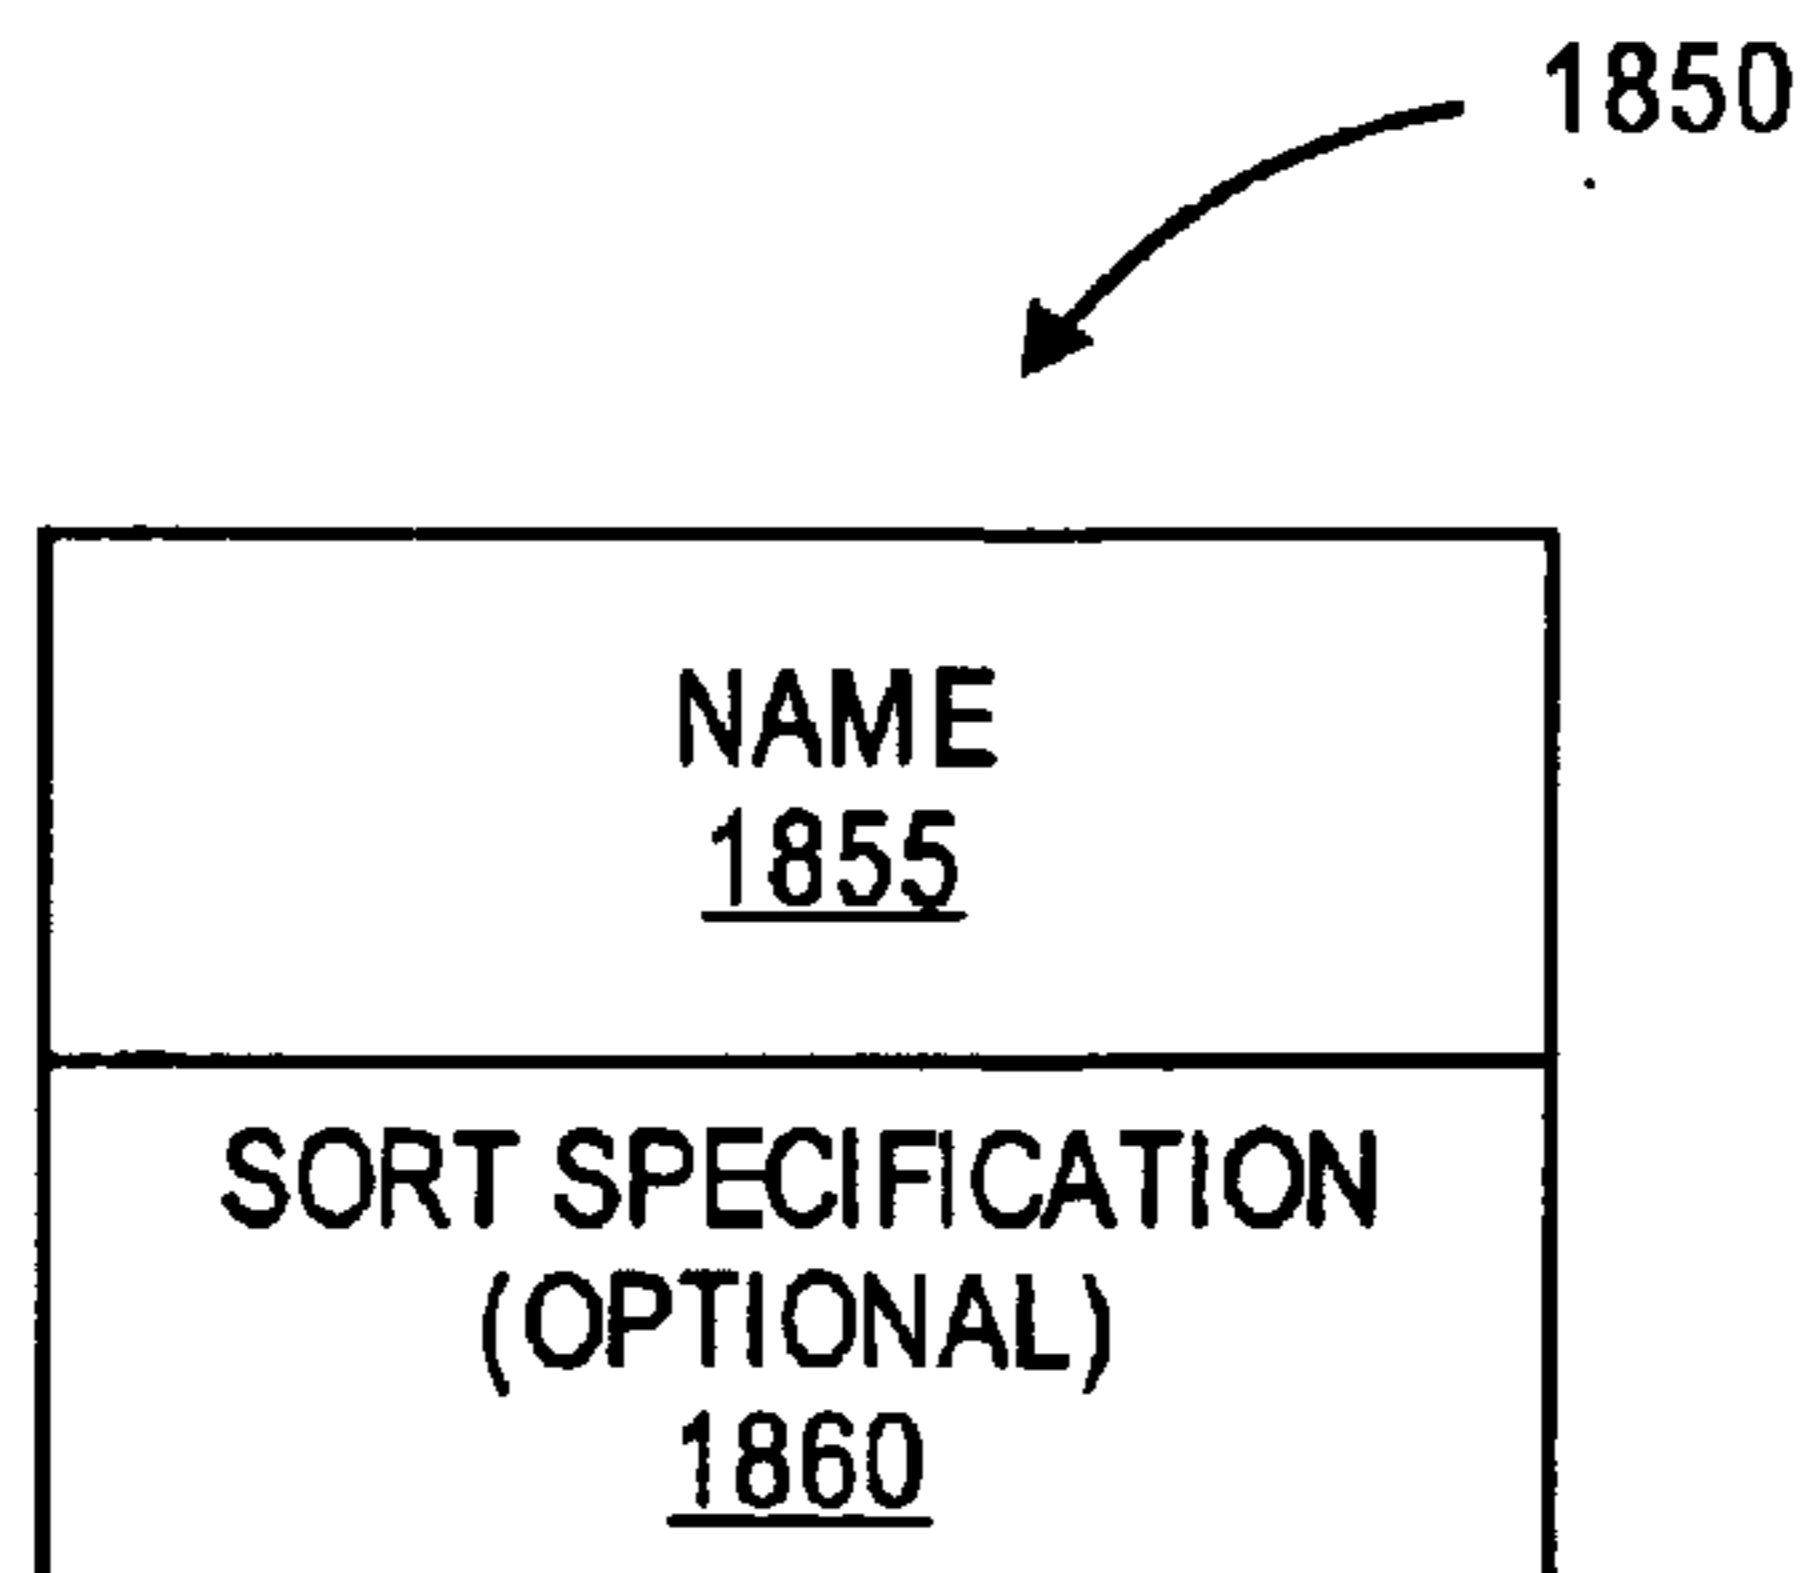 1850
NAME
1855
SORT SPECIFICATION
(OPTIONAL)
1860